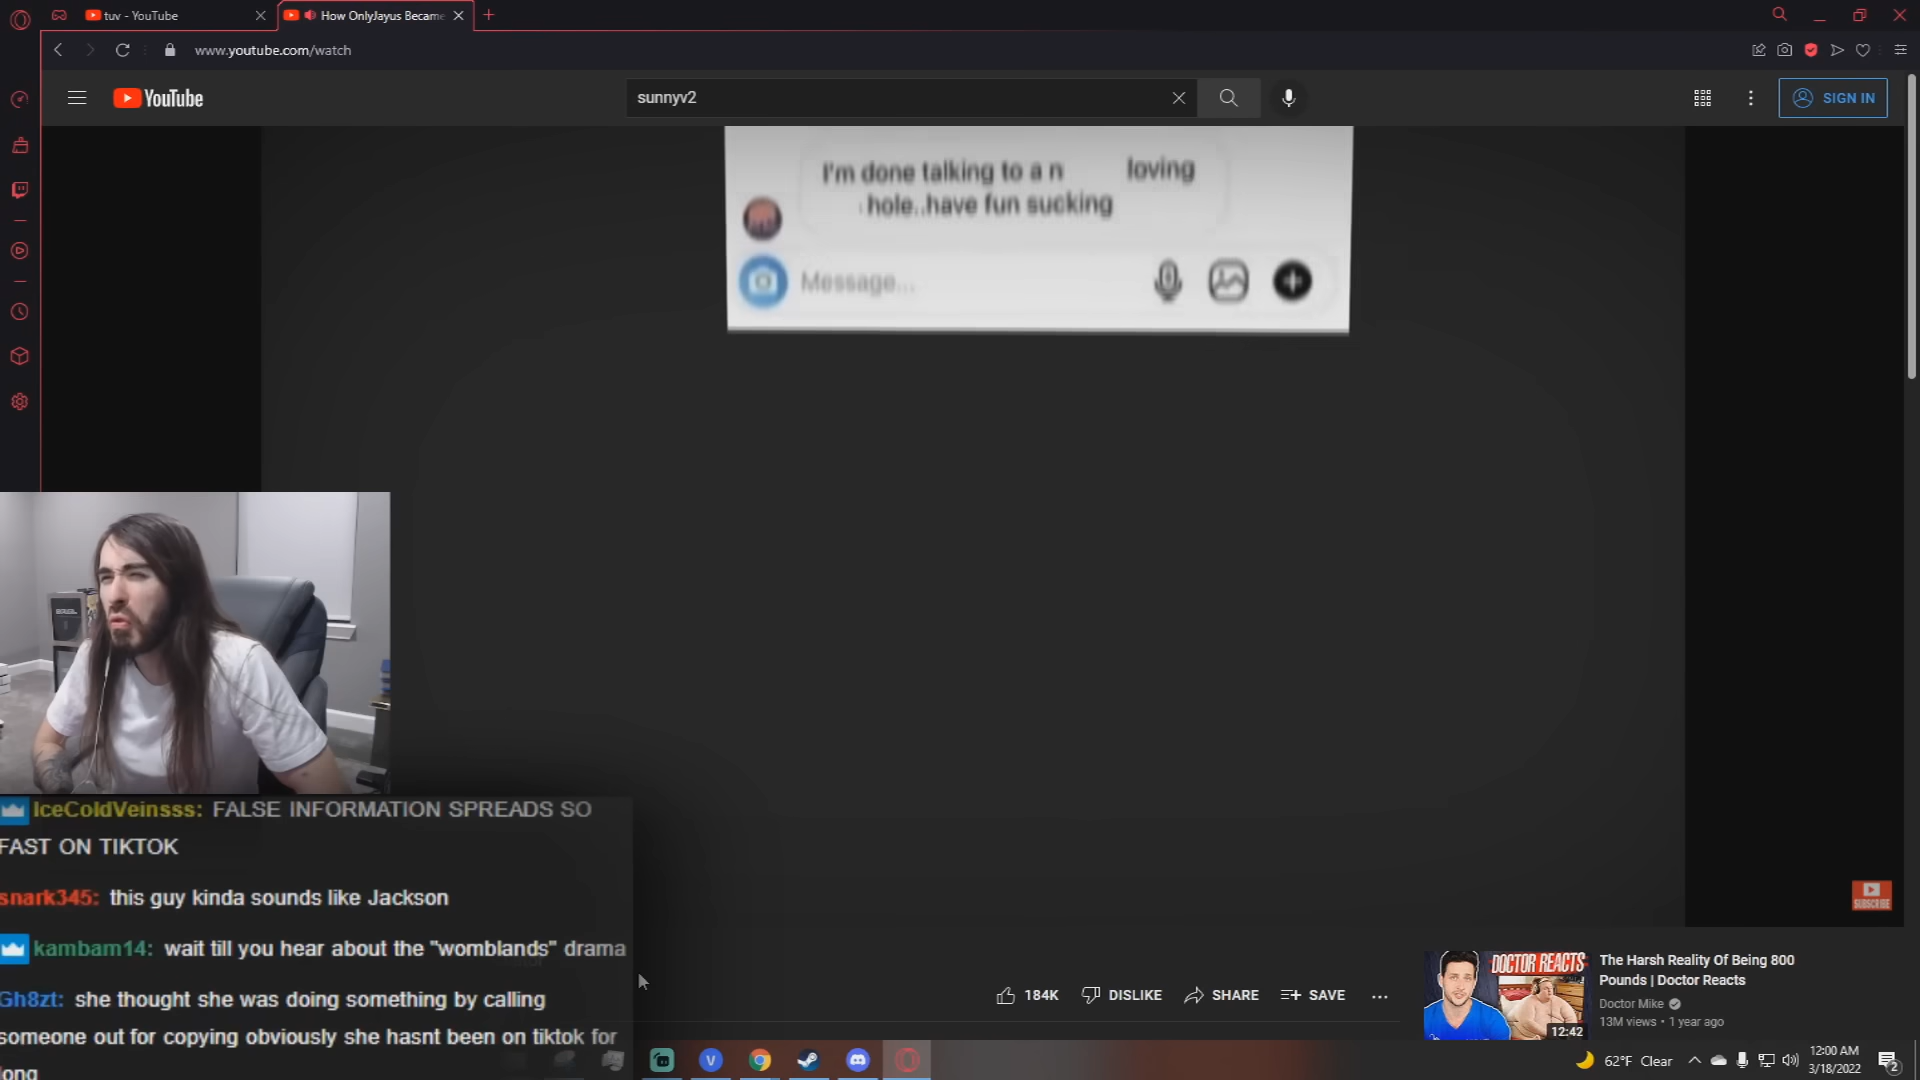 tuv - YouTube
How OnlyJayus Became
www.youtube.com/watch
YouTube
sunnyv2
SIGN IN
I'm done talking to a n loving
hole..have fun sucking
Message...
IceColdVeinsss: FALSE INFORMATION SPREADS SO
FAST ON TIKTOK
snark345: this guy kinda sounds like Jackson
kambam14: wait till you hear about the "womblands" drama
Gh8zt: she thought she was doing something by calling
someone out for copying obviously she hasnt been on tiktok for
long
SUBSCRIBE
184K
DISLIKE
SHARE
SAVE
DOCTOR REACTS
12:42
The Harsh Reality Of Being 800
Pounds | Doctor Reacts
Doctor Mike
13M views • 1 year ago
V
62°F Clear
12:00 AM
3/18/2022
2